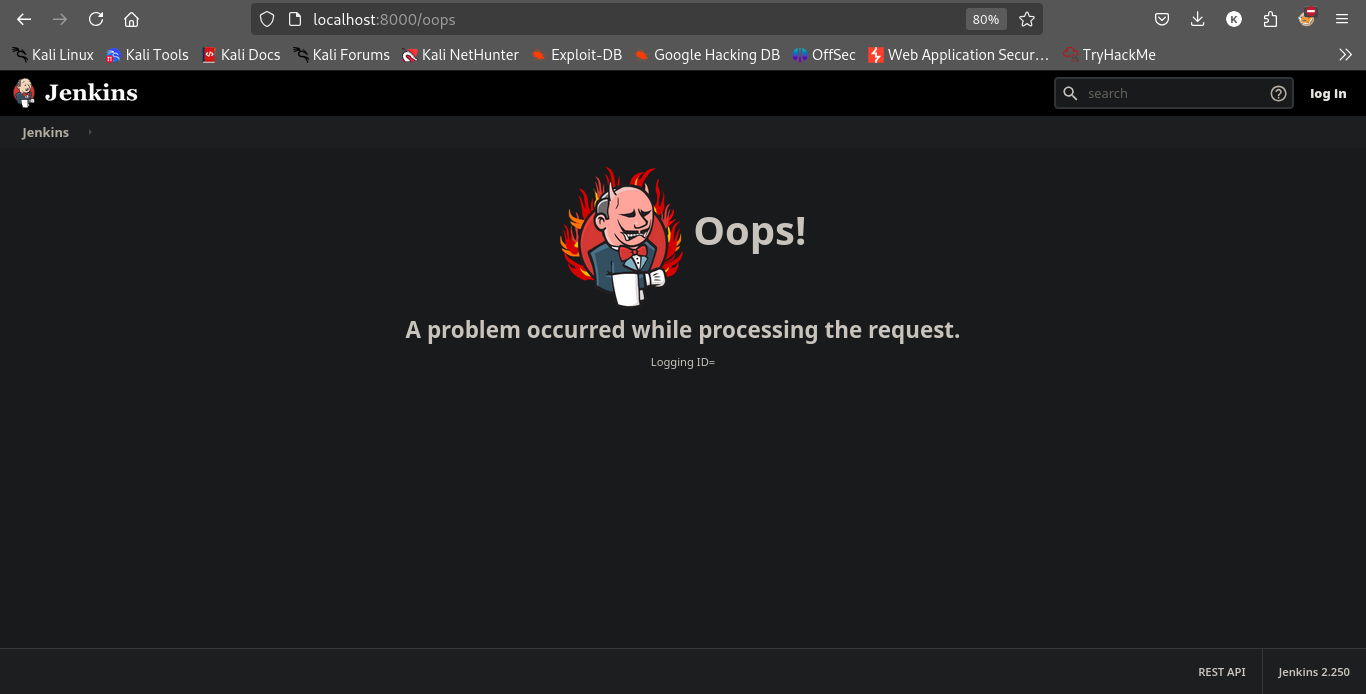 localhost:8000/oops
80%
K
Kali Linux
Kali Tools
Kali Docs
Kali Forums
Kali NetHunter
Exploit-DB
Google Hacking DB
OffSec
Web Application Secur…
TryHackMe
Jenkins
search
log in
Jenkins
Oops!
A problem occurred while processing the request.
Logging ID=
REST API
Jenkins 2.250